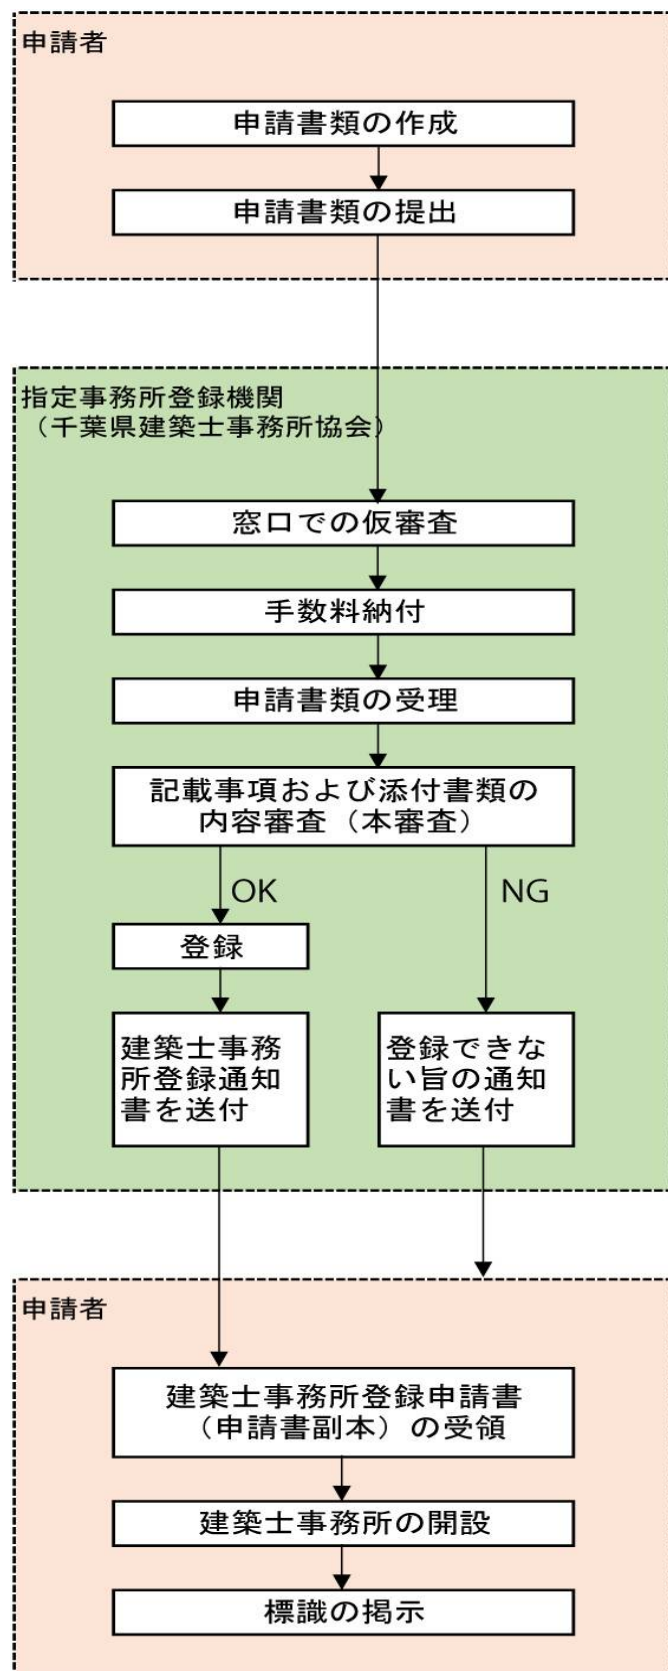 申請者
申請書類の作成
申請書類の提出
指定事務所登録機関
（千葉県建築士事務所協会）
窓口での仮審査
手数料納付
申請書類の受理
記載事項および添付書類の
内容審査（本審査）
OK
NG
登録
建築士事務
所登録通知
書を送付
登録できな
い旨の通知
書を送付
申請者
建築士事務所登録申請書
（申請書副本）の受領
建築士事務所の開設
標識の掲示